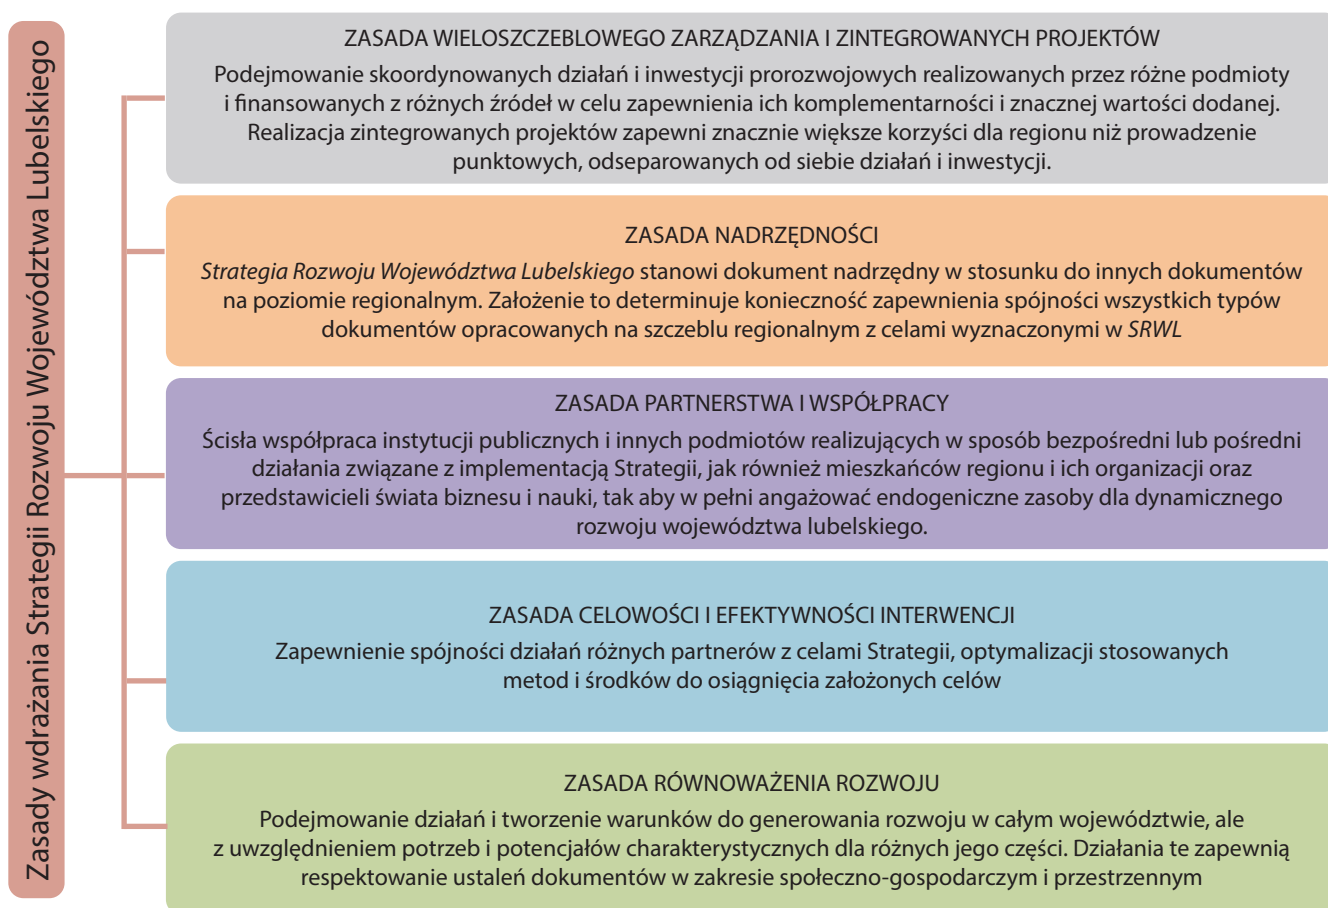 Zasady wdrażania Strategii Rozwoju Województwa Lubelskiego
ZASADA WIELOSZCZEBLOWEGO ZARZĄDZANIA I ZINTEGROWANYCH PROJEKTÓW
Podejmowanie skoordynowanych działań i inwestycji prorozwojowych realizowanych przez różne podmioty
i finansowanych z różnych źródeł w celu zapewnienia ich komplementarności i znacznej wartości dodanej.
Realizacja zintegrowanych projektów zapewni znacznie większe korzyści dla regionu niż prowadzenie
punktowych, odseparowanych od siebie działań i inwestycji.
ZASADA NADRZĘDNOŚCI
Strategia Rozwoju Województwa Lubelskiego stanowi dokument nadrzędny w stosunku do innych dokumentów
na poziomie regionalnym. Założenie to determinuje konieczność zapewnienia spójności wszystkich typów
dokumentów opracowanych na szczeblu regionalnym z celami wyznaczonymi w SRWL
ZASADA PARTNERSTWA I WSPÓŁPRACY
Ścisła współpraca instytucji publicznych i innych podmiotów realizujących w sposób bezpośredni lub pośredni
działania związane z implementacją Strategii, jak również mieszkańców regionu i ich organizacji oraz
przedstawicieli świata biznesu i nauki, tak aby w pełni angażować endogeniczne zasoby dla dynamicznego
rozwoju województwa lubelskiego.
ZASADA CELOWOŚCI I EFEKTYWNOŚCI INTERWENCJI
Zapewnienie spójności działań różnych partnerów z celami Strategii, optymalizacji stosowanych
metod i środków do osiągnięcia założonych celów
ZASADA RÓWNOWAŻENIA ROZWOJU
Podejmowanie działań i tworzenie warunków do generowania rozwoju w całym województwie, ale
z uwzględnieniem potrzeb i potencjałów charakterystycznych dla różnych jego części. Działania te zapewnią
respektowanie ustaleń dokumentów w zakresie społeczno-gospodarczym i przestrzennym